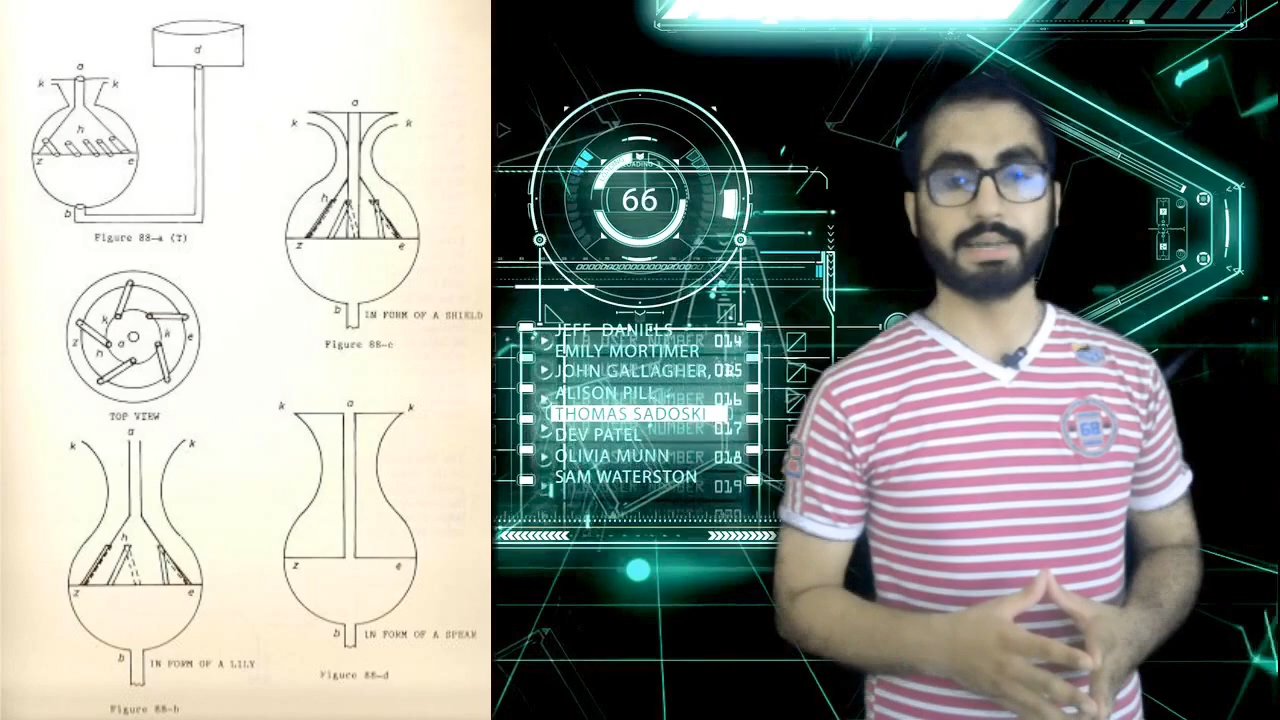 d
a
k k
h
z e
b
Figure 88-a (T)
a
k k
h
z e
b
IN FORM OF A SHIELD
Figure 88-c
k
k
z e
h o
TOP VIEW
a
k k
h
z e
b
IN FORM OF A LILY
Figure 88-b
a
k k
z e
b
IN FORM OF A SPEAR
Figure 88-d
66
JEFF DANIELS
EMILY MORTIMER
JOHN GALLAGHER,
ALISON PILL
THOMAS SADOSKI
DEV PATEL
OLIVIA MUNN
SAM WATERSTON
014
016
017
018
019
68